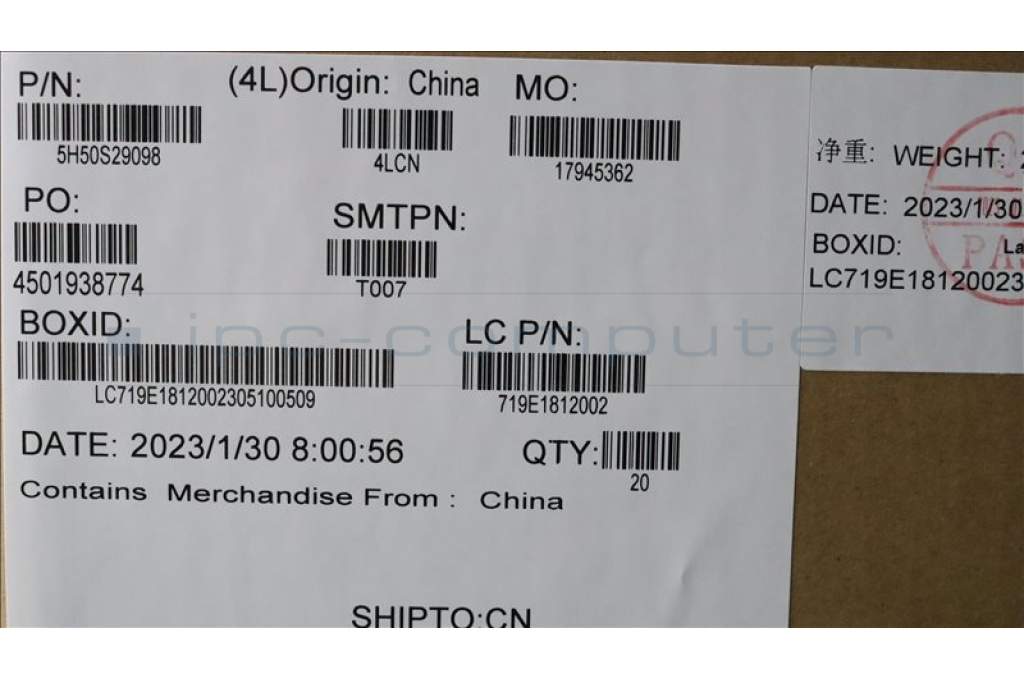 P/N:
5H50S29098
(4L)Origin: China
4LCN
MO:
17945362
PO:
4501938774
SMTPN:
T007
BOXID:
LC719E1812002305100509
LC P/N:
719E1812002
DATE: 2023/1/30 8:00:56
QTY:
20
Contains Merchandise From : China
SHIPTO:CN
净重: WEIGHT:
DATE: 2023/1/30
BOXID:
LC719E18120023
ipc-computer